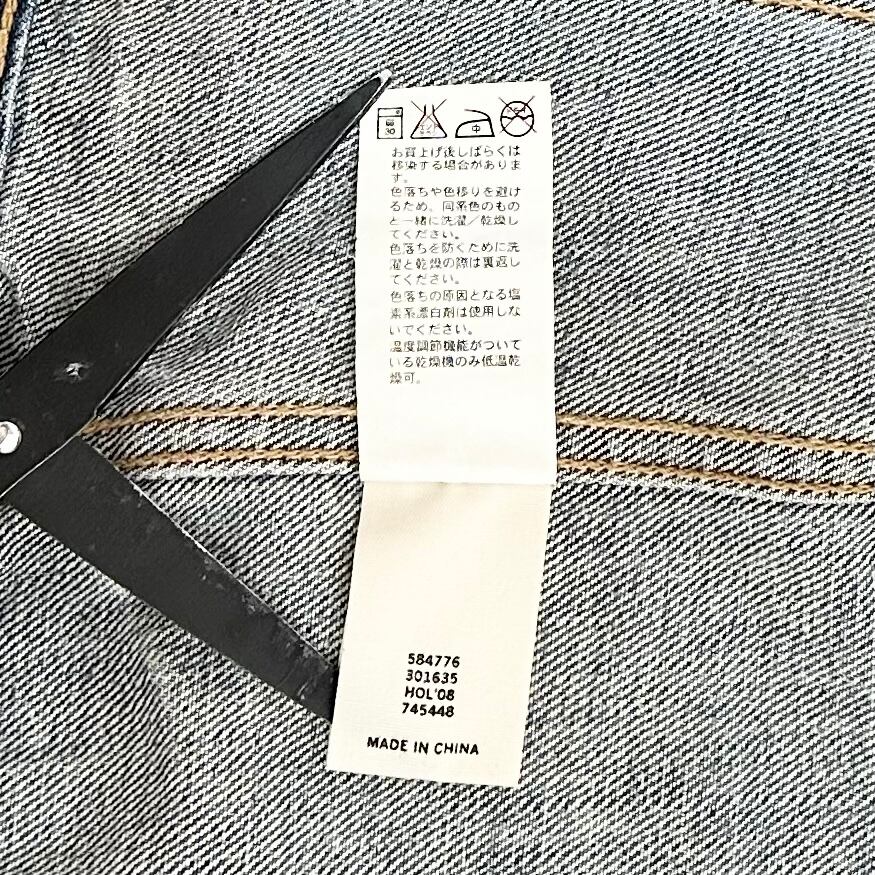 30
中
お買上げ後しばらくは
移染する場合がありま
す。
色落ちや色移りを避け
るため、同系色のもの
と一緒に洗濯／乾燥し
てください。
色落ちを防ぐために洗
濯と乾燥の際は裏返し
てください。
色落ちの原因となる塩
素系漂白剤は使用しな
いでください。
温度調節機能がついて
いる乾燥機のみ低温乾
燥可。
584776
301635
HOL'08
745448
MADE IN CHINA